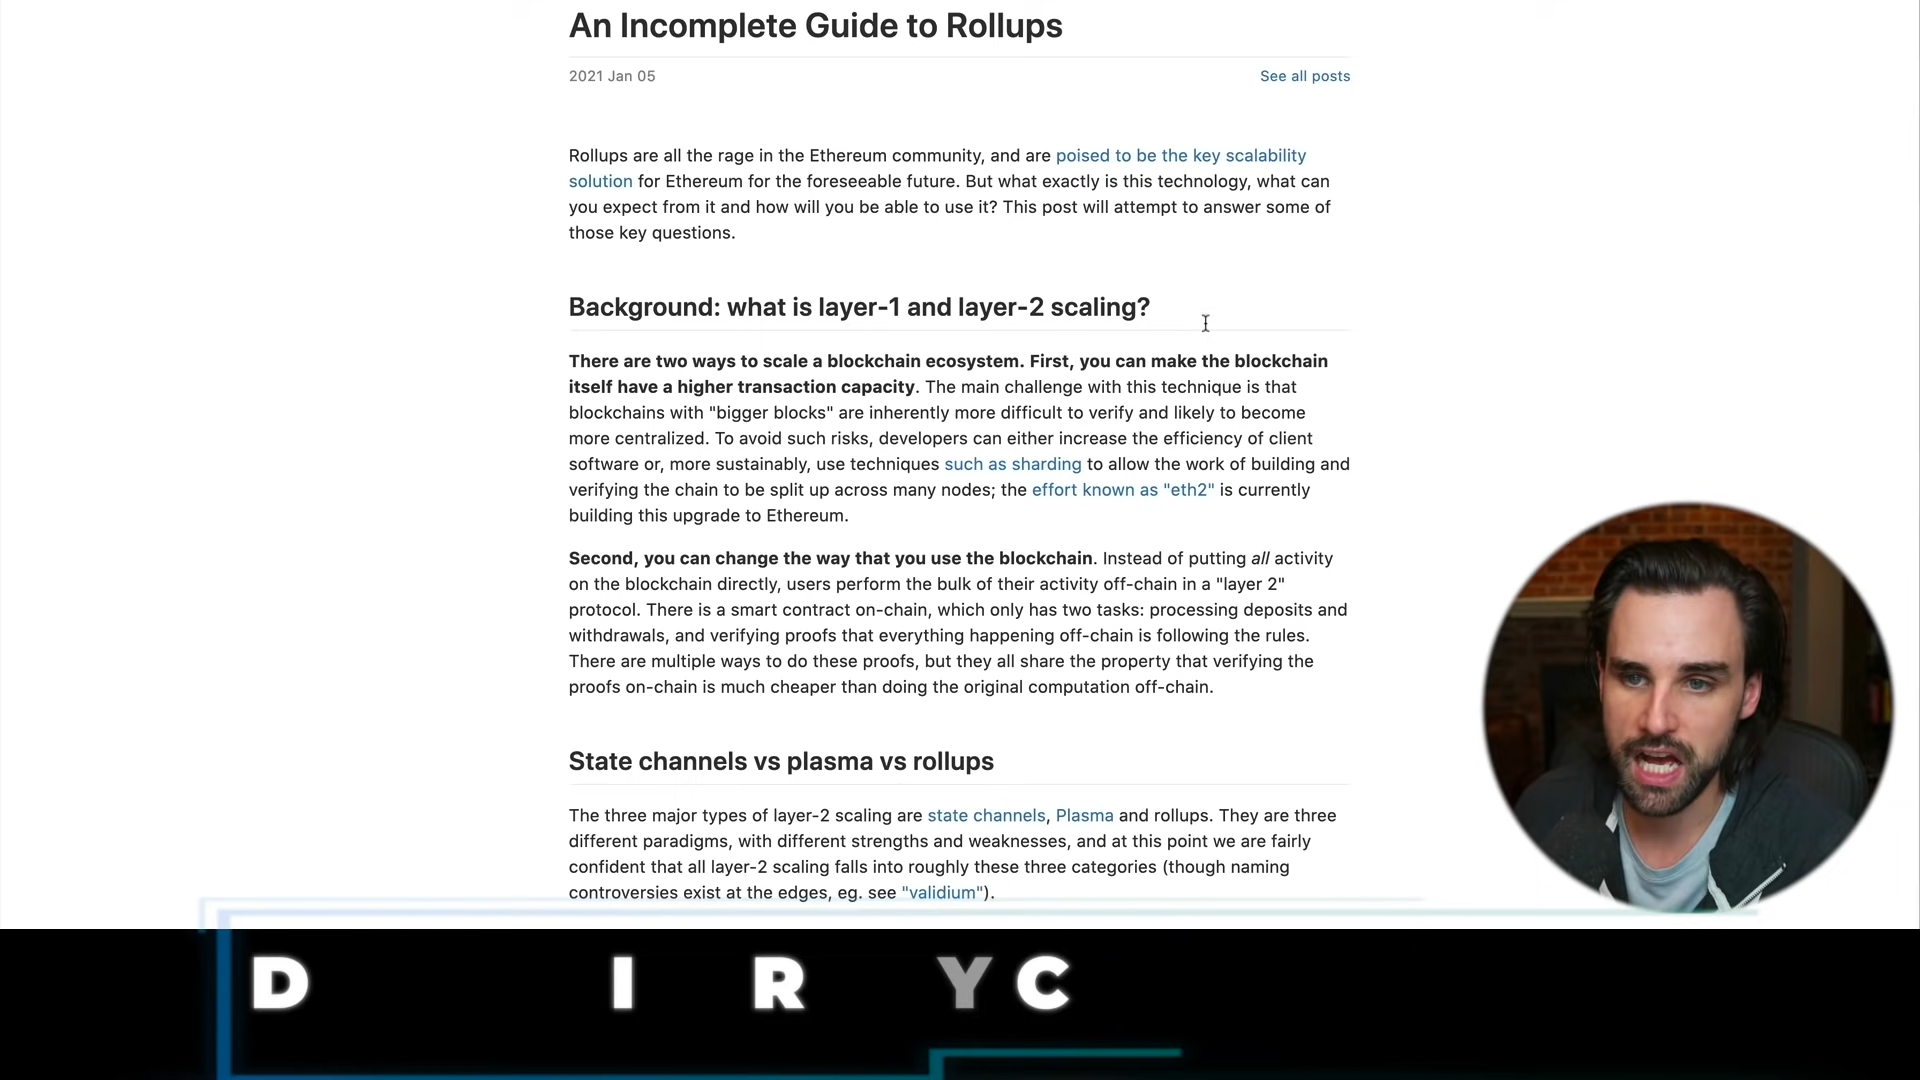 An Incomplete Guide to Rollups
2021 Jan 05
See all posts
Rollups are all the rage in the Ethereum community, and are poised to be the key scalability
solution for Ethereum for the foreseeable future. But what exactly is this technology, what can
you expect from it and how will you be able to use it? This post will attempt to answer some of
those key questions.
Background: what is layer-1 and layer-2 scaling?
There are two ways to scale a blockchain ecosystem. First, you can make the blockchain
itself have a higher transaction capacity. The main challenge with this technique is that
blockchains with "bigger blocks" are inherently more difficult to verify and likely to become
more centralized. To avoid such risks, developers can either increase the efficiency of client
software or, more sustainably, use techniques such as sharding to allow the work of building and
verifying the chain to be split up across many nodes; the effort known as "eth2" is currently
building this upgrade to Ethereum.
Second, you can change the way that you use the blockchain. Instead of putting all activity
on the blockchain directly, users perform the bulk of their activity off-chain in a "layer 2"
protocol. There is a smart contract on-chain, which only has two tasks: processing deposits and
withdrawals, and verifying proofs that everything happening off-chain is following the rules.
There are multiple ways to do these proofs, but they all share the property that verifying the
proofs on-chain is much cheaper than doing the original computation off-chain.
State channels vs plasma vs rollups
The three major types of layer-2 scaling are state channels, Plasma and rollups. They are three
different paradigms, with different strengths and weaknesses, and at this point we are fairly
confident that all layer-2 scaling falls into roughly these three categories (though naming
controversies exist at the edges, eg. see "validium").
D I R Y C